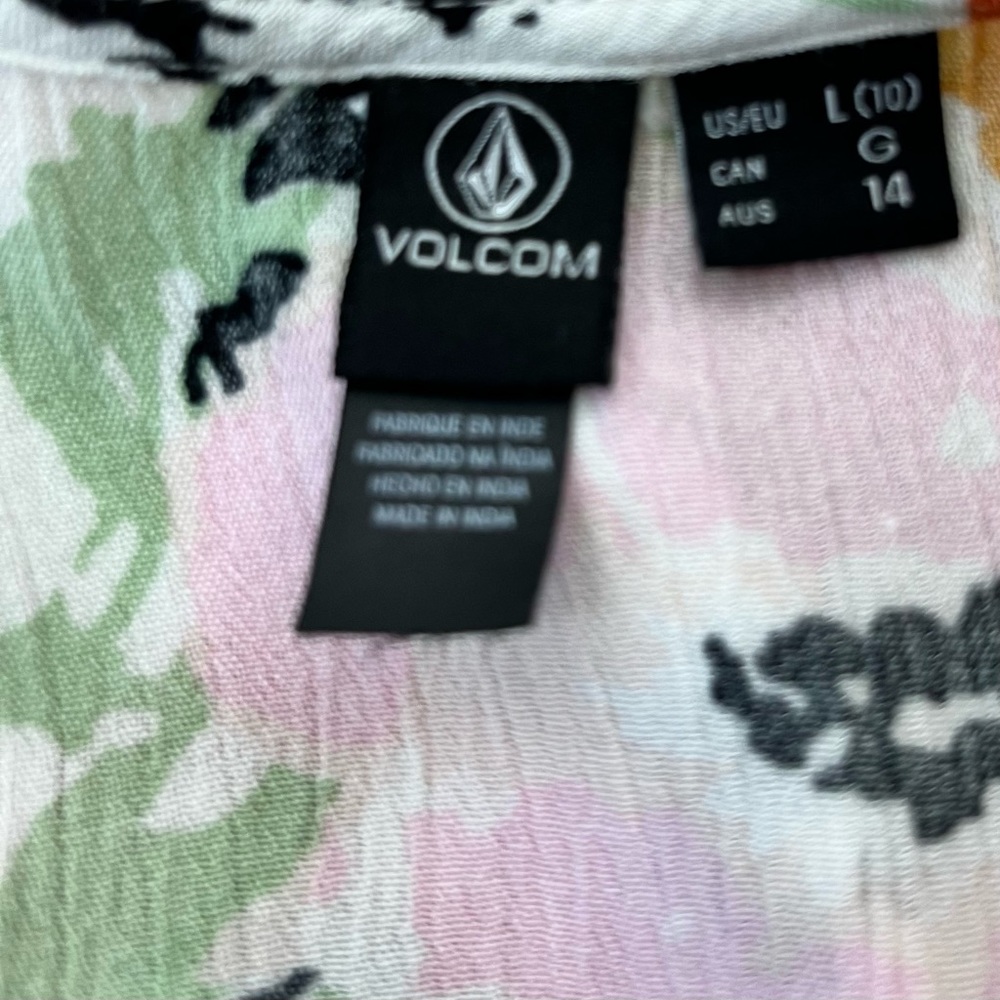 VOLCOM
US/EU L (10)
CAN G
AUS 14
FABRIQUE EN INDE
FABRICADO NA ÍNDIA
HECHO EN INDIA
MADE IN INDIA